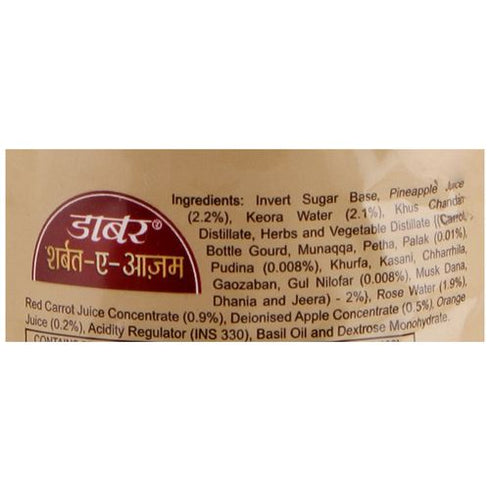 डाबर®
शर्बत-ए-आज़म
Ingredients: Invert Sugar Base, Pineapple Juice
(2.2%), Keora Water (2.1%), Khus Chandan
Distillate, Herbs and Vegetable Distillate ((Carrot,
Bottle Gourd, Munaqqa, Petha, Palak (0.01%)
Pudina (0.008%), Khurfa, Kasani, Chharrhila,
Gaozaban, Gul Nilofar (0.008%), Musk Dana,
Dhania and Jeera) - 2%), Rose Water (1.9%),
Red Carrot Juice Concentrate (0.9%), Deionised Apple Concentrate (0.5%), Orange
Juice (0.2%), Acidity Regulator (INS 330), Basil Oil and Dextrose Monohydrate.